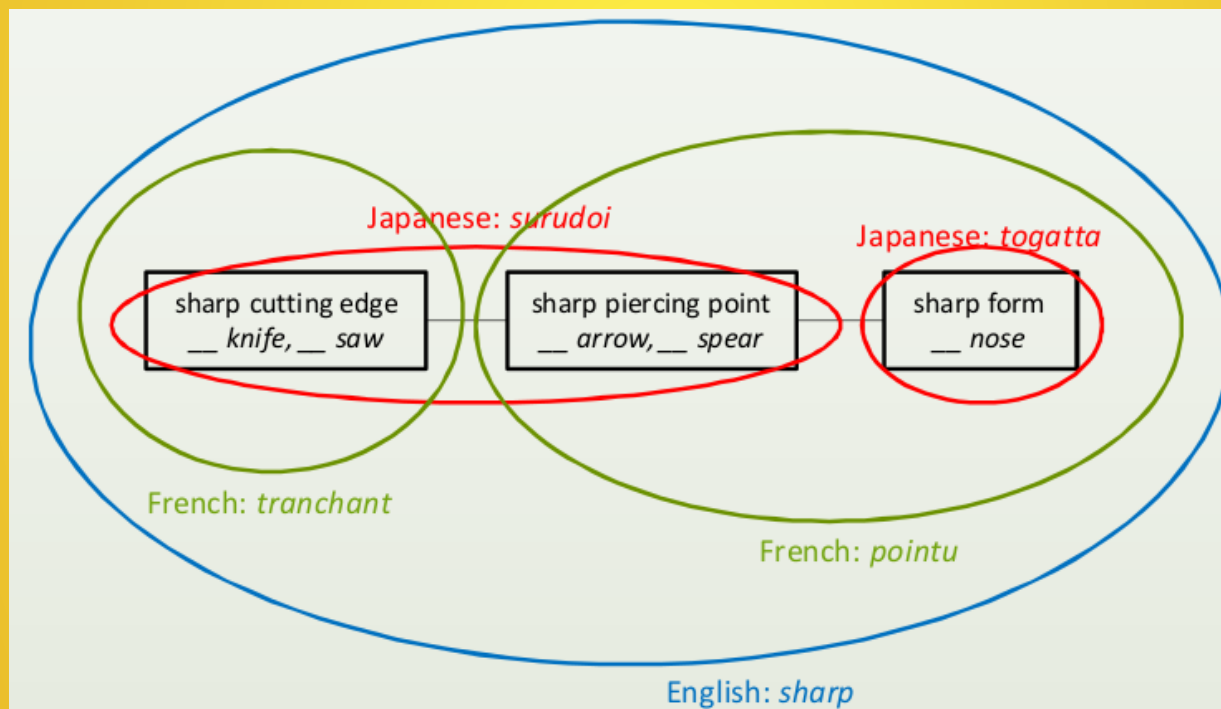 Japanese: surudoi
Japanese: togatta
sharp cutting edge
__ knife, __ saw
sharp piercing point
__ arrow, __ spear
sharp form
__ nose
French: tranchant
French: pointu
English: sharp